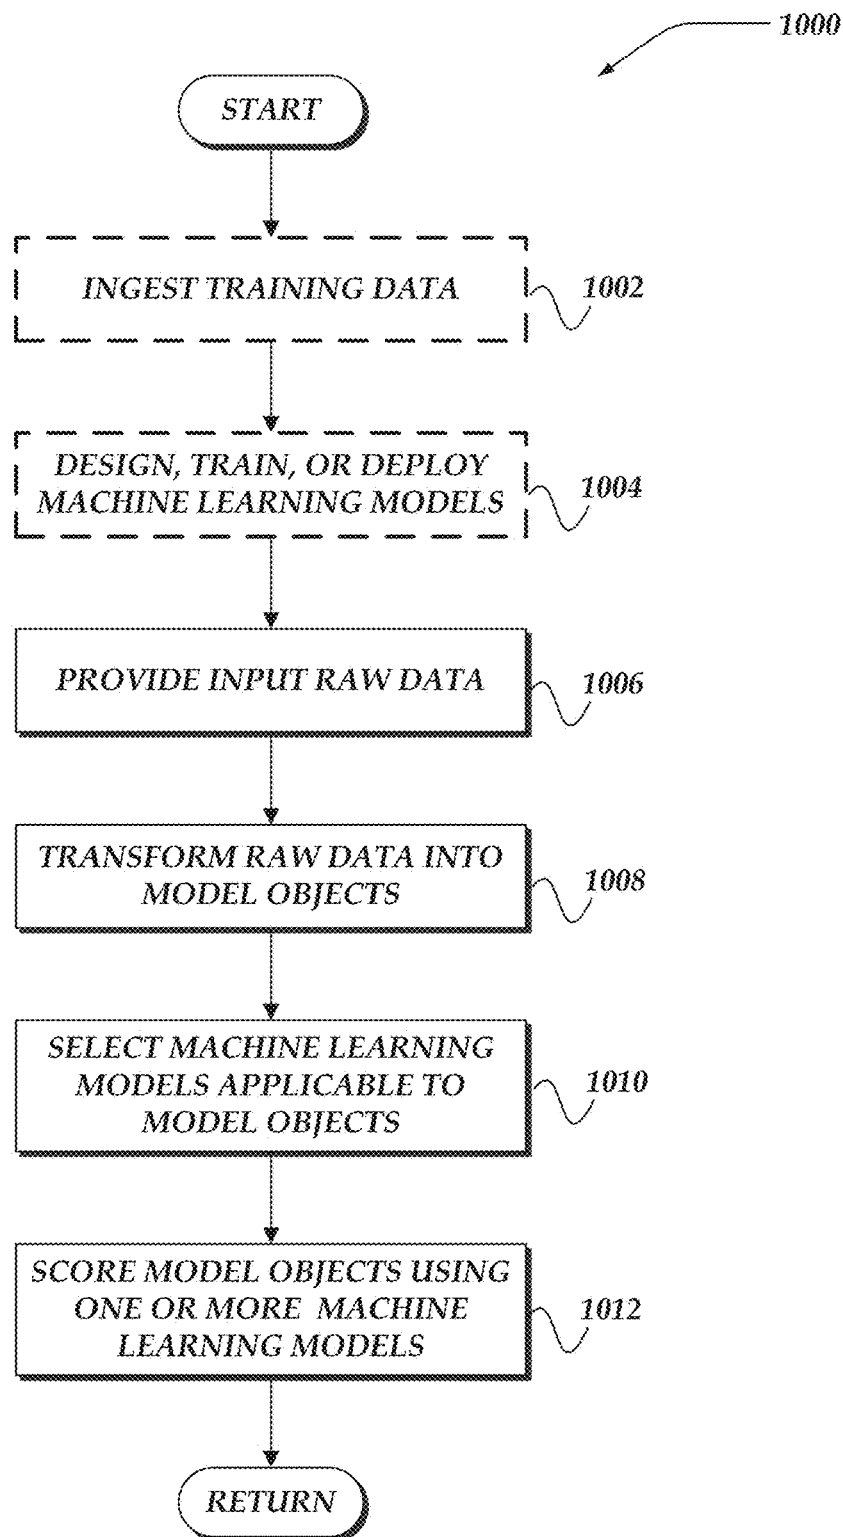 1000
START
INGEST TRAINING DATA
1002
DESIGN, TRAIN, OR DEPLOY
MACHINE LEARNING MODELS
1004
PROVIDE INPUT RAW DATA
1006
TRANSFORM RAW DATA INTO
MODEL OBJECTS
1008
SELECT MACHINE LEARNING
MODELS APPLICABLE TO
MODEL OBJECTS
1010
SCORE MODEL OBJECTS USING
ONE OR MORE MACHINE
LEARNING MODELS
1012
RETURN